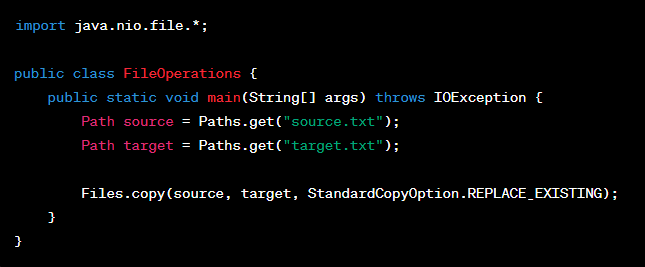 import java.nio.file.*;
public class FileOperations {
public static void main(String[] args) throws IOException {
Path source = Paths.get("source.txt");
Path target = Paths.get("target.txt");
Files.copy(source, target, StandardCopyOption.REPLACE_EXISTING);
}
}